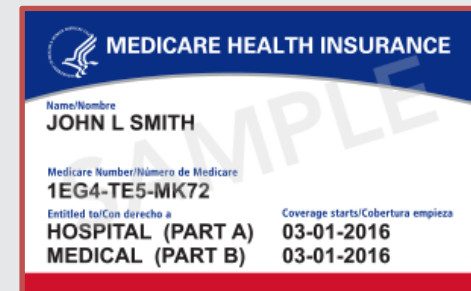 MEDICARE HEALTH INSURANCE
Name/Nombre
JOHN L SMITH
Medicare Number/Número de Medicare
1EG4-TE5-MK72
Entitled to/Con derecho a Coverage starts/Cobertura empieza
HOSPITAL (PART A) 03-01-2016
MEDICAL (PART B) 03-01-2016
SAMPLE